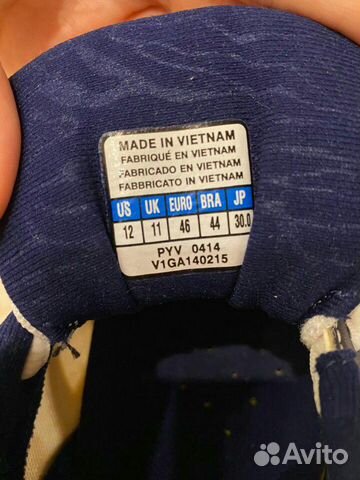 MADE IN VIETNAM
FABRIQUÉ EN VIETNAM
FABRICADO EN VIETNAM
FABBRICATO IN VIETNAM
US UK EURO BRA JP
12 11 46 44 30.0
PYV 0414
V1GA140215
Avito